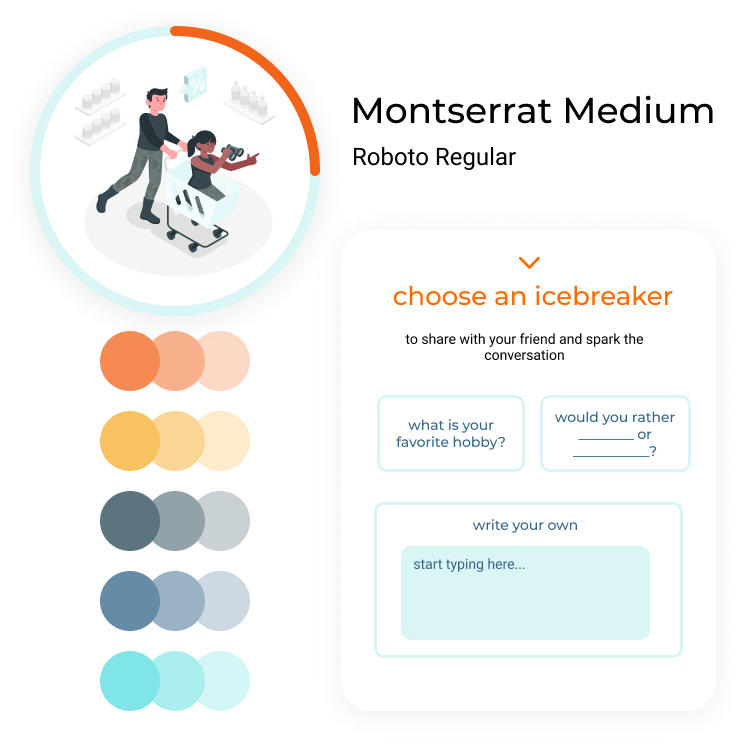 Montserrat Medium
Roboto Regular
%
choose an icebreaker
to share with your friend and spark the
conversation
what is your
favorite hobby?
would you rather
________ or
___________?
write your own
start typing here...